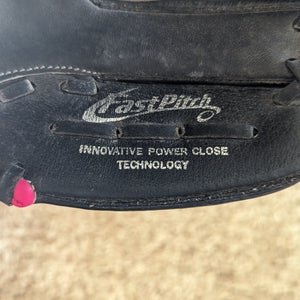 FastPitch
INNOVATIVE POWER CLOSE
TECHNOLOGY